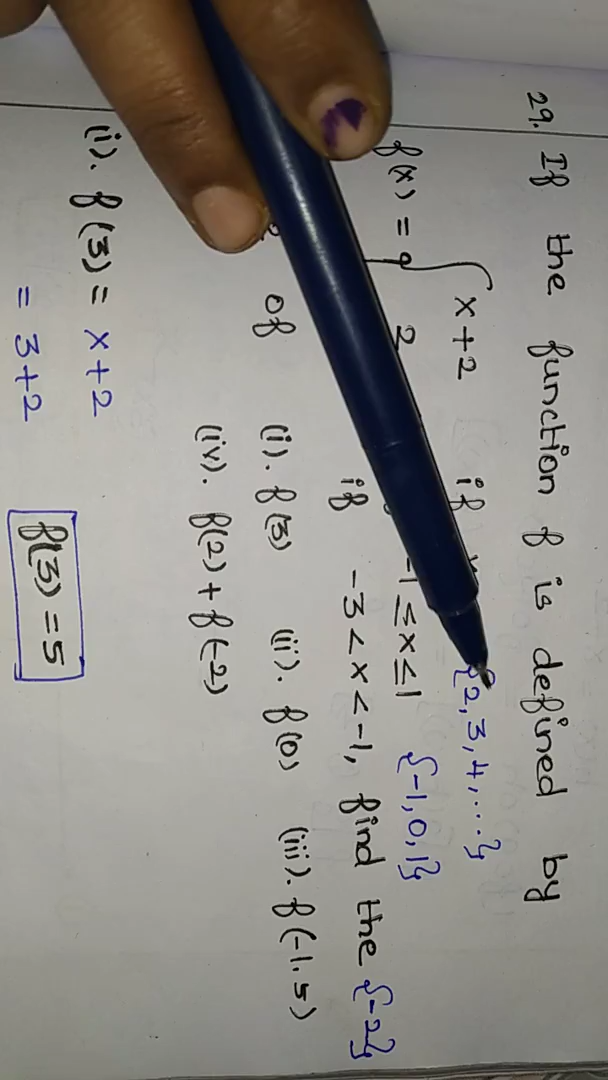 29. If the function f is defined by
f(x) = { x+2 if {2,3,4,...}
2 -1≤x≤1 {-1,0,1}
if -3<x<-1, find the {-2}
of (i). f(3) (ii). f(0) (iii). f(-1.5)
(iv). f(2)+f(-2)
(i). f(3) = x+2
= 3+2 f(3)=5